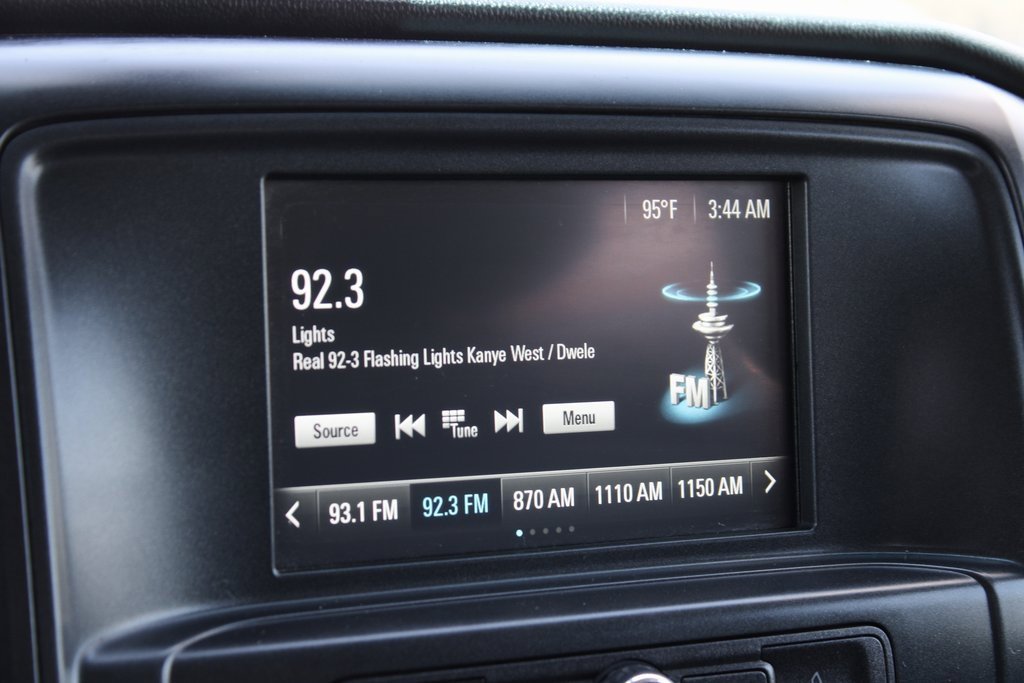 95°F 3:44 AM
92.3
Lights
Real 92-3 Flashing Lights Kanye West / Dwele
FM
Source Tune Menu
93.1 FM 92.3 FM 870 AM 1110 AM 1150 AM